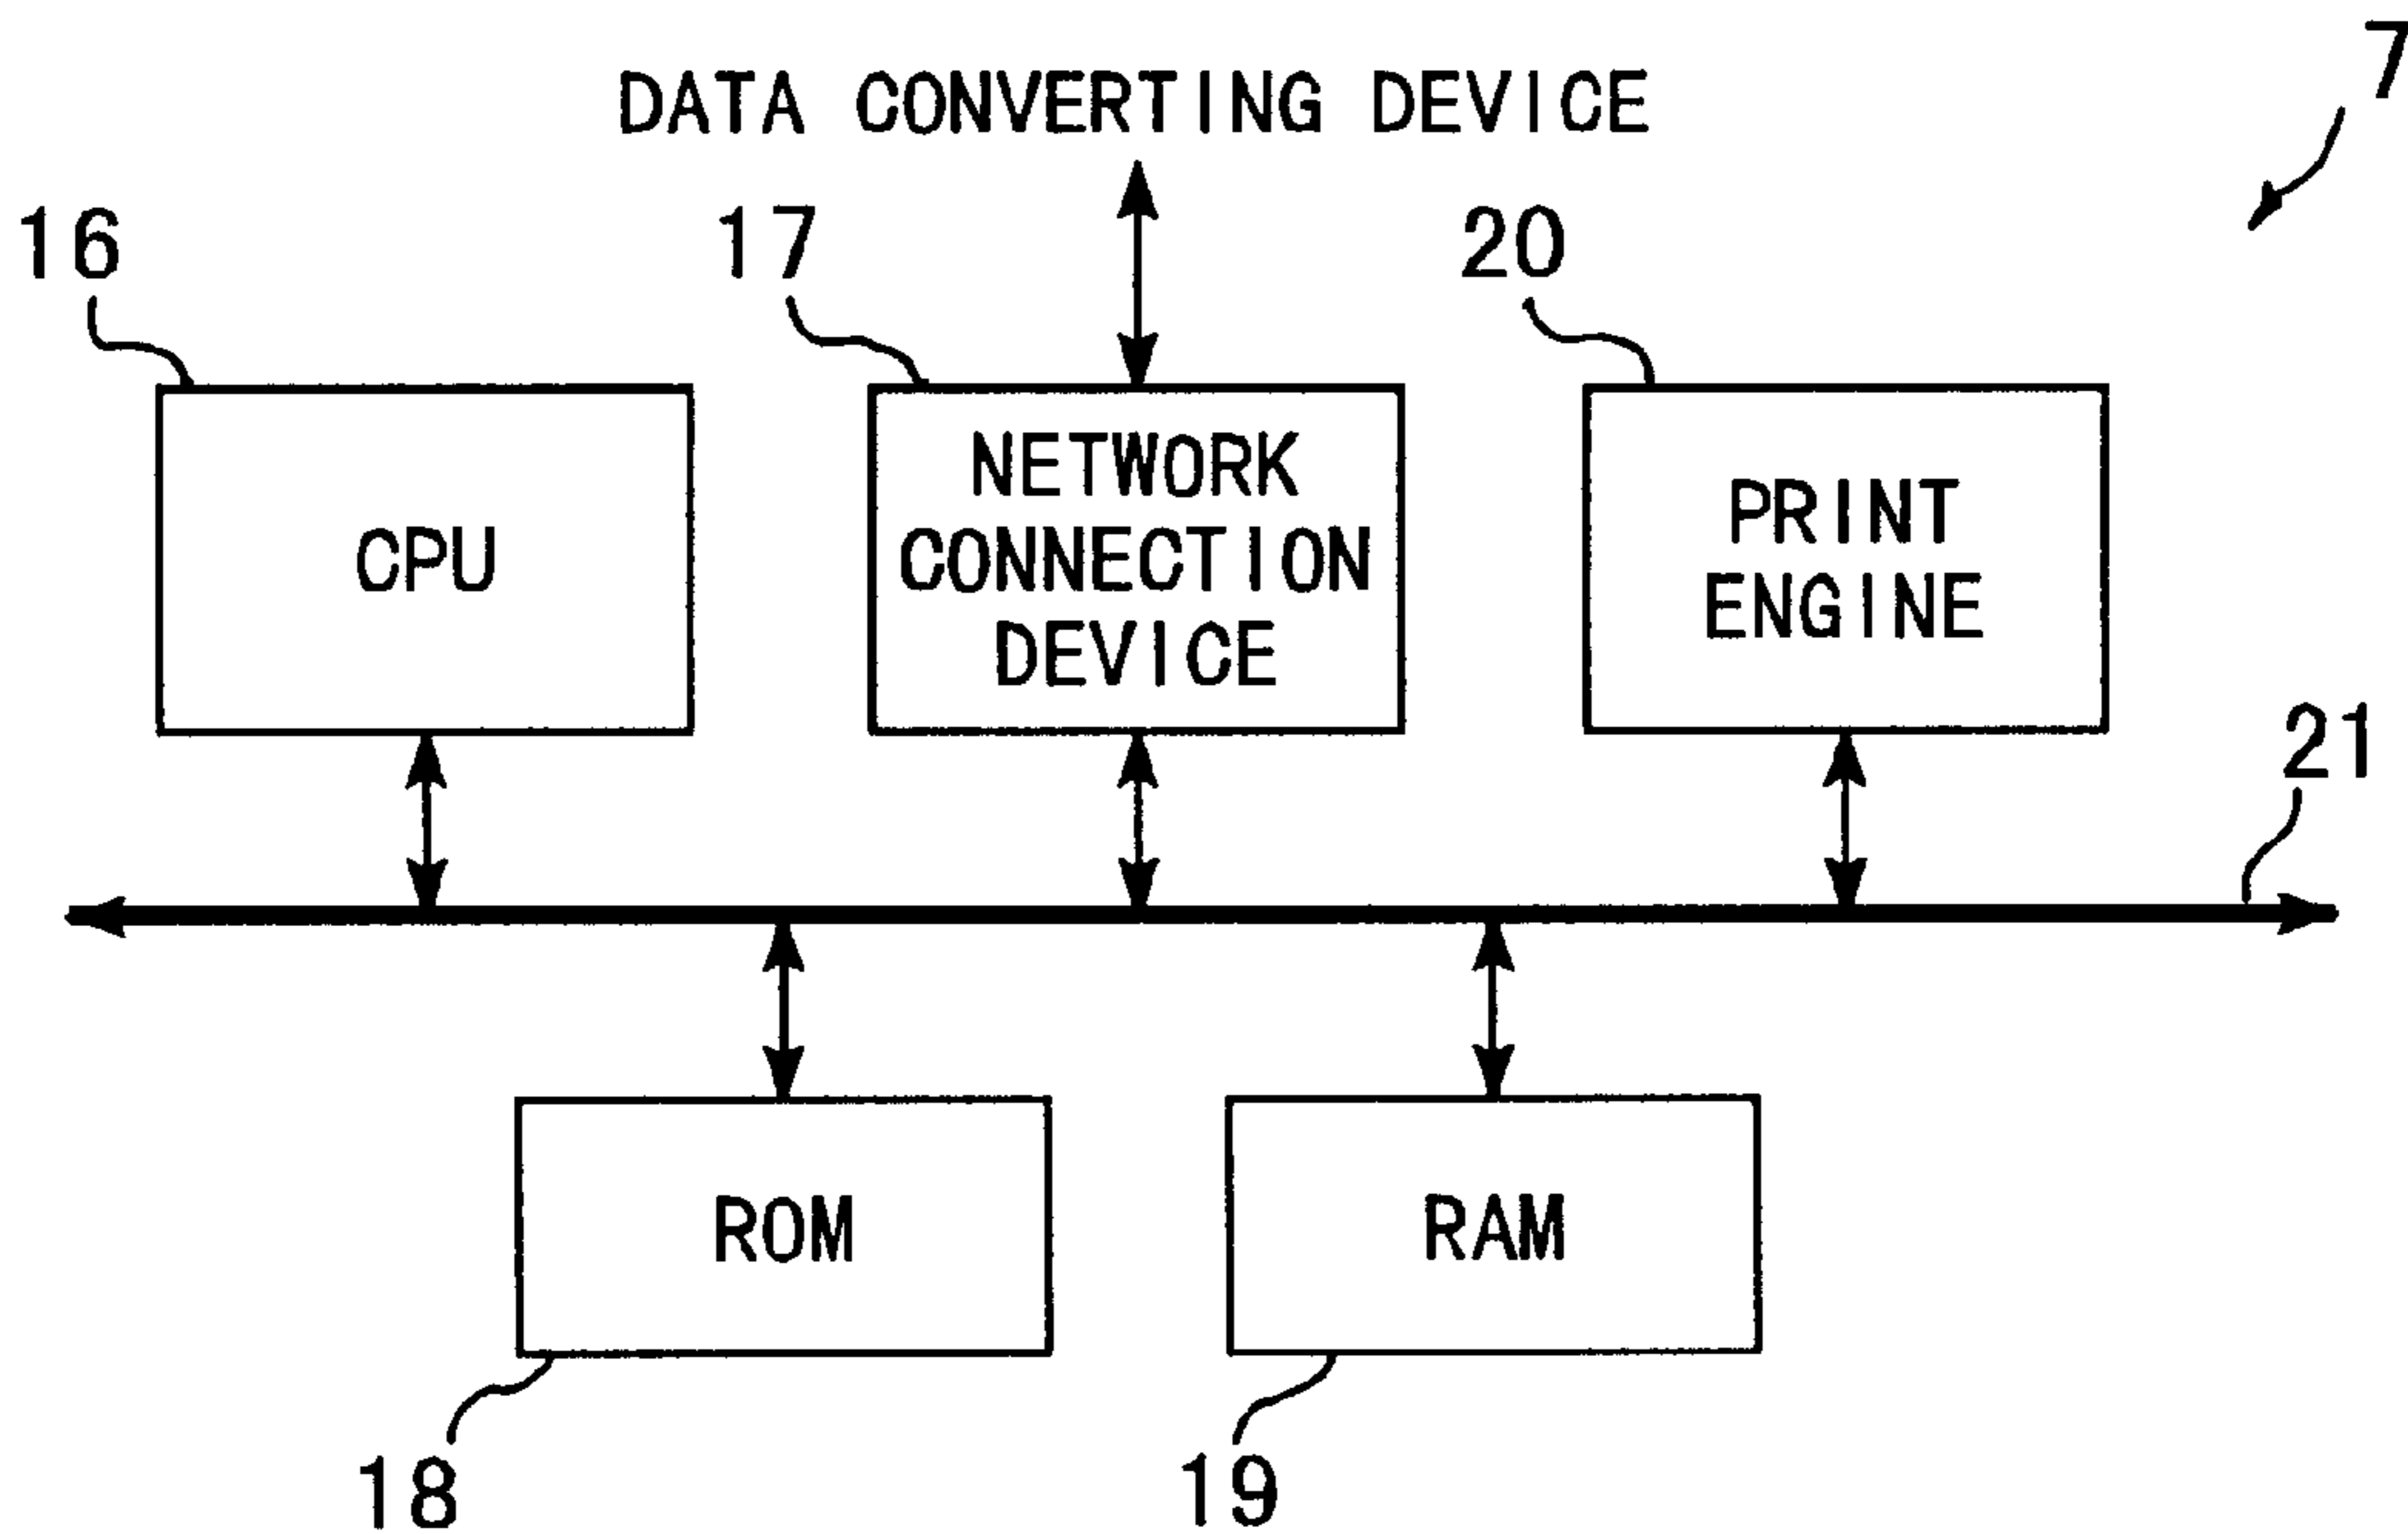 7
DATA CONVERTING DEVICE
16
17
20
CPU
NETWORK
CONNECTION
DEVICE
PRINT
ENGINE
21
ROM
RAM
18
19